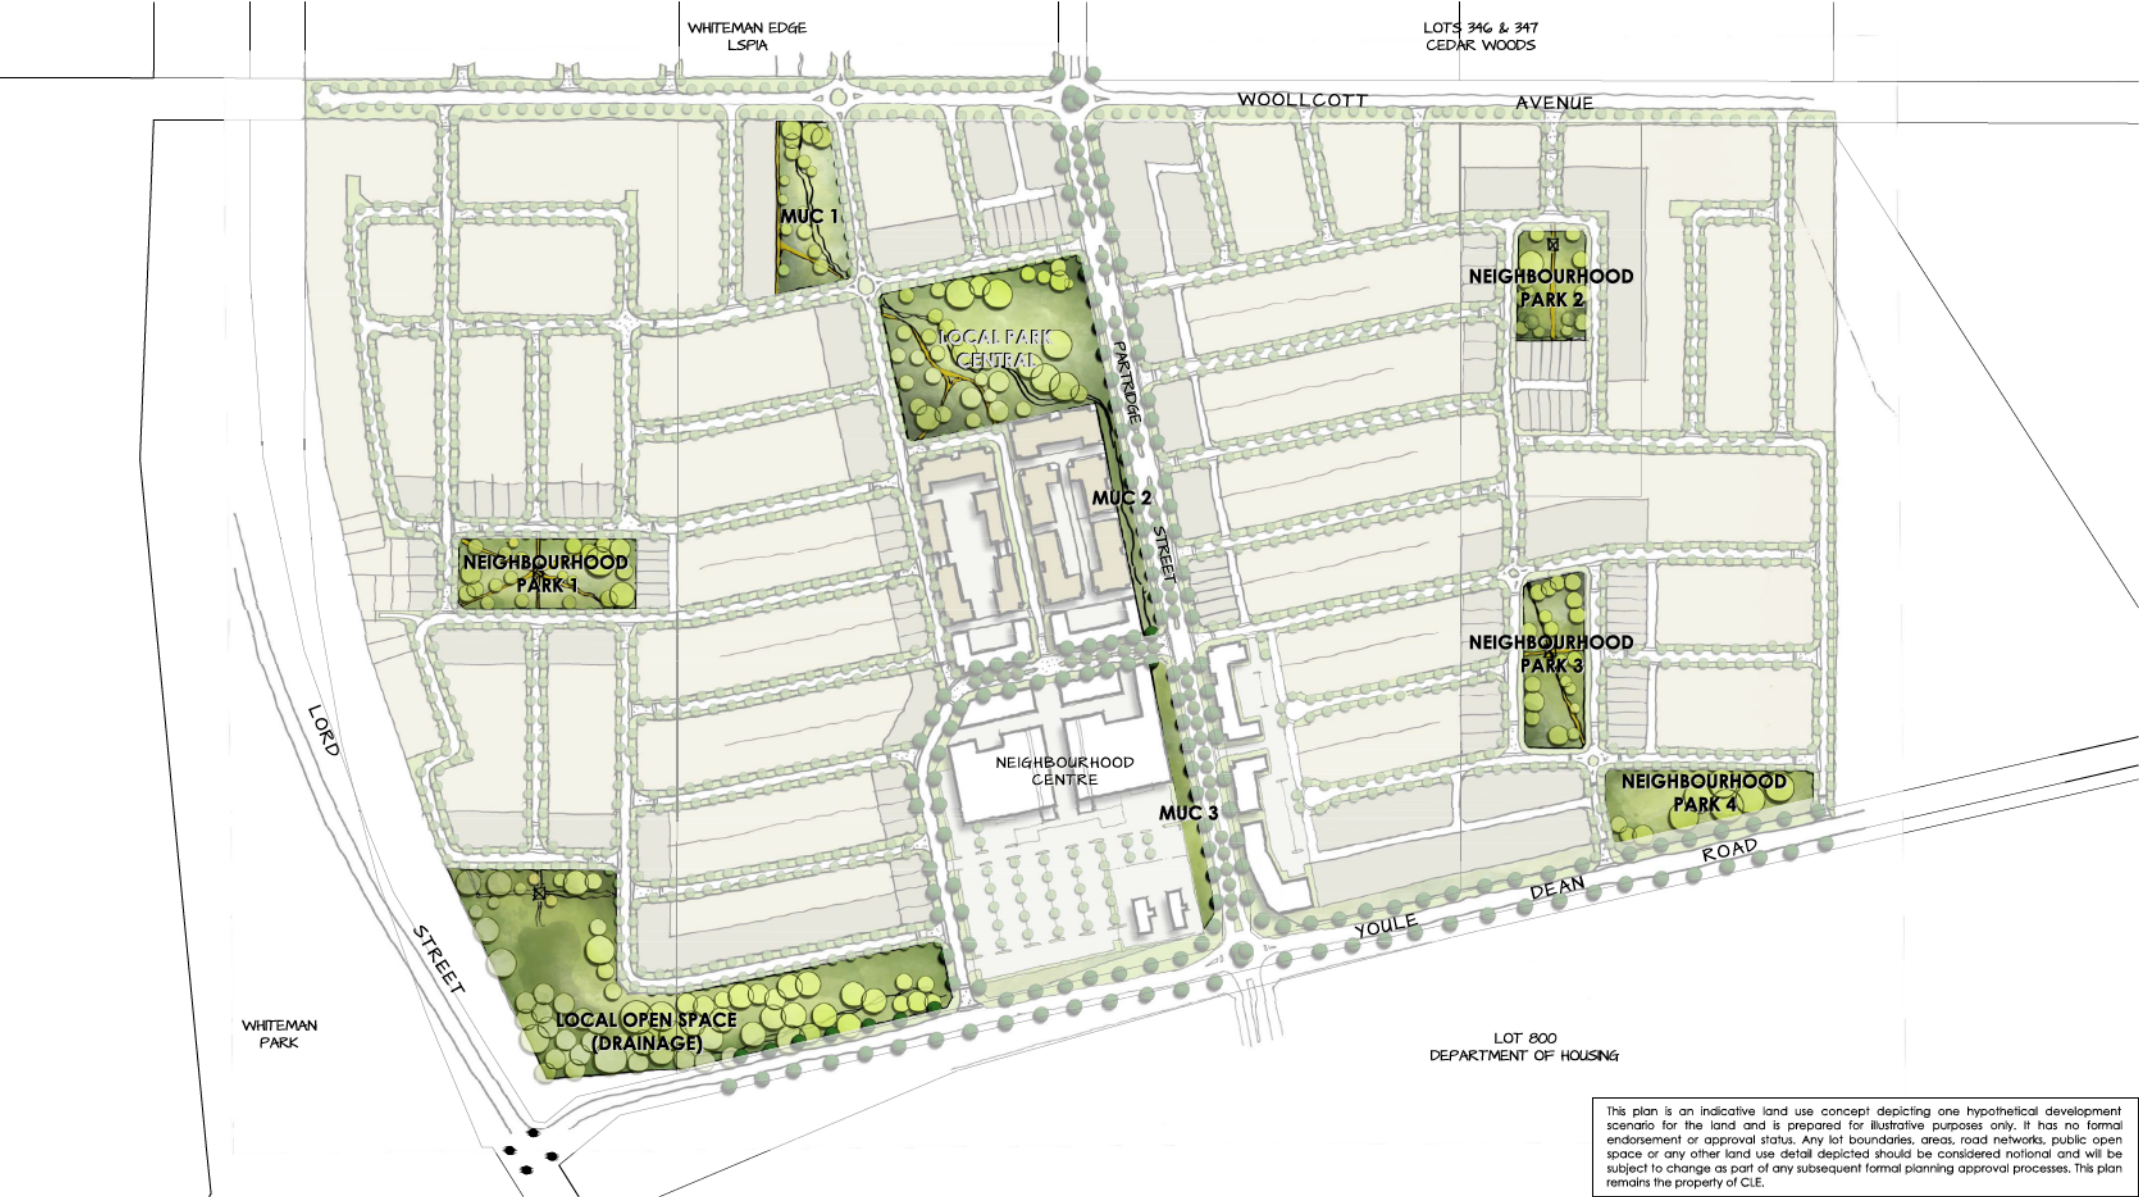 WHITEMAN EDGE
LSPIA
LOTS 346 & 347
CEDAR WOODS
WOOLLCOTT AVENUE
MUC 1
NEIGHBOURHOOD
PARK 2
LOCAL PARK
CENTRAL
PARTRIDGE
STREET
MUC 2
NEIGHBOURHOOD
PARK 1
NEIGHBOURHOOD
PARK 3
LORD
STREET
NEIGHBOURHOOD
CENTRE
MUC 3
NEIGHBOURHOOD
PARK 4
YOULE DEAN ROAD
LOCAL OPEN SPACE
(DRAINAGE)
WHITEMAN
PARK
LOT 800
DEPARTMENT OF HOUSING
This plan is an indicative land use concept depicting one hypothetical development
scenario for the land and is prepared for illustrative purposes only. It has no formal
endorsement or approval status. Any lot boundaries, areas, road networks, public open
space or any other land use detail depicted should be considered notional and will be
subject to change as part of any subsequent formal planning approval processes. This plan
remains the property of CLE.